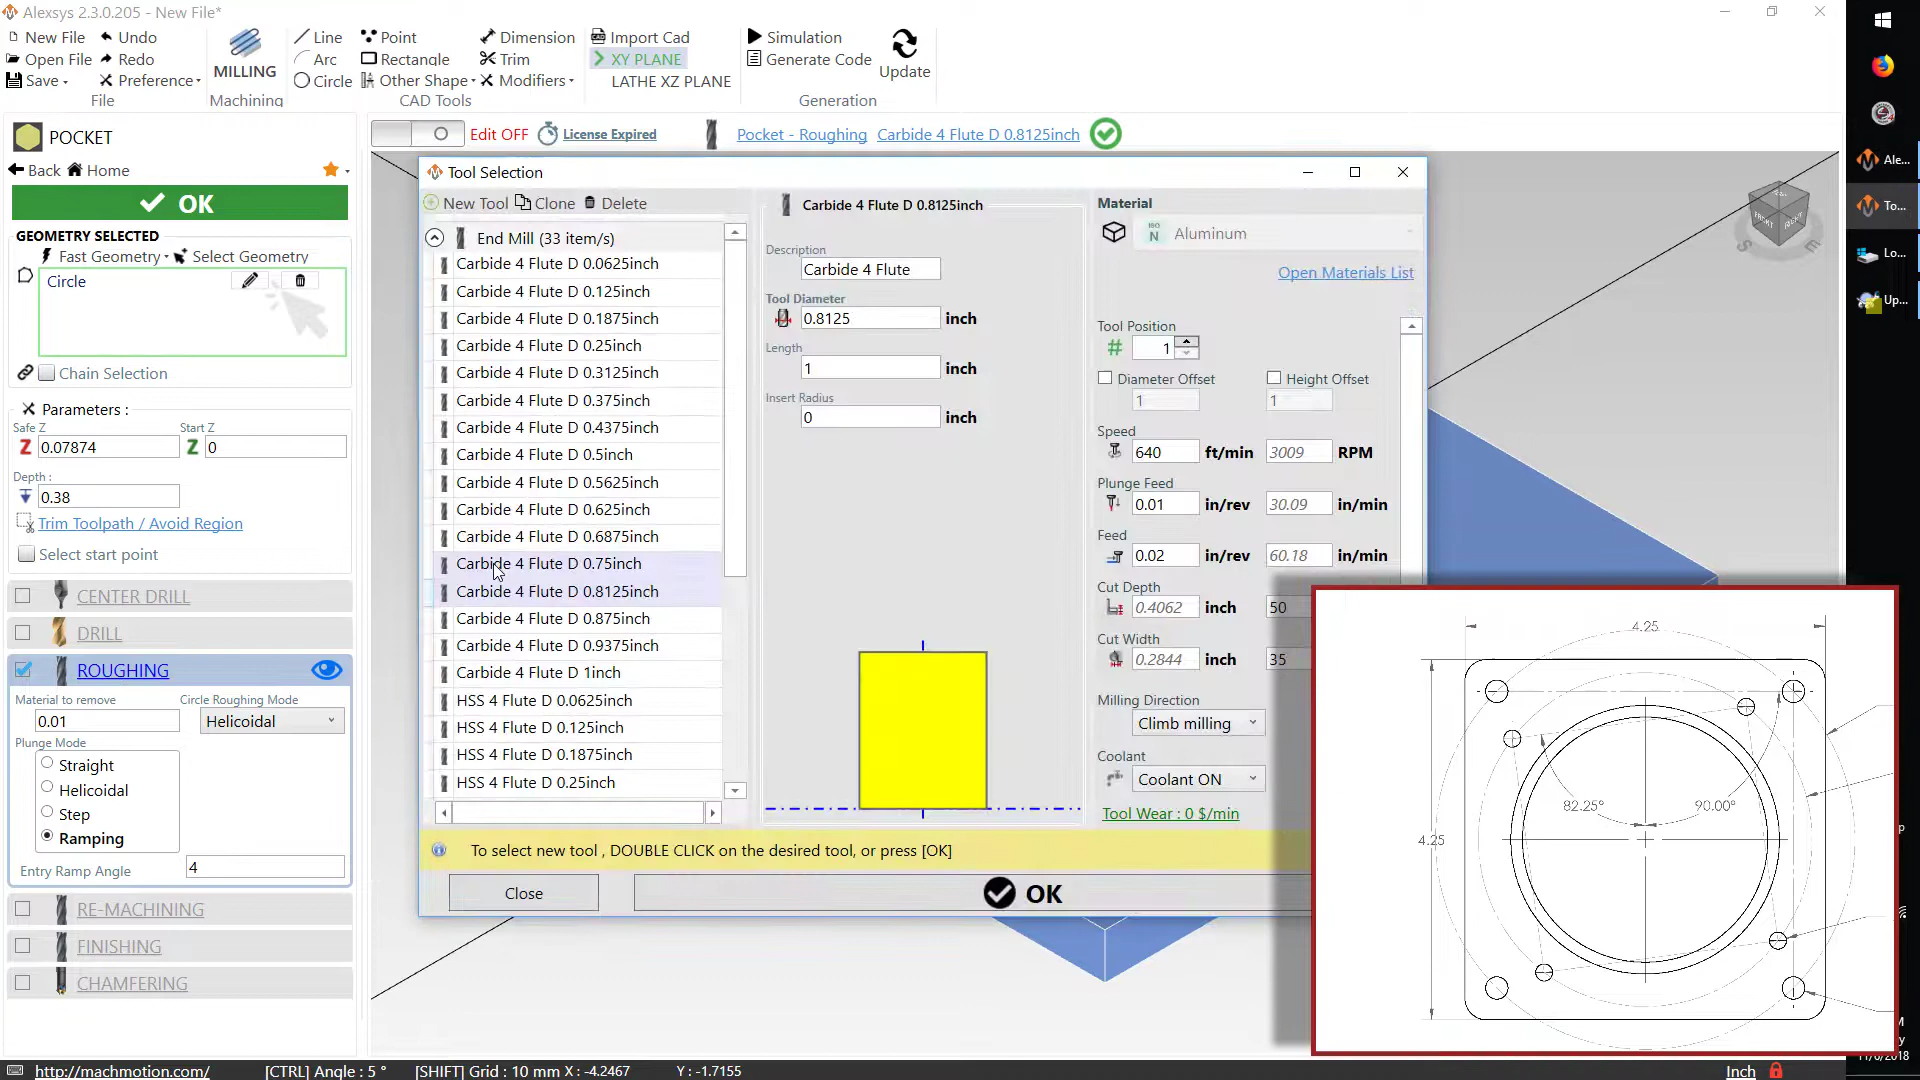 Alexsys 2.3.0.205 - New File*
New File
Undo
Open File
Redo
Save
Preference
File
MILLING
Machining
Line
Point
Dimension
Arc
Rectangle
Trim
Circle
Other Shape
Modifiers
CAD Tools
Import Cad
XY PLANE
LATHE XZ PLANE
Simulation
Generate Code
Update
Generation
POCKET
Back
Home
OK
GEOMETRY SELECTED
Fast Geometry
Select Geometry
Circle
Chain Selection
Parameters :
Safe Z
Start Z
Z 0.07874
Z 0
Depth :
0.38
Trim Toolpath / Avoid Region
Select start point
CENTER DRILL
DRILL
ROUGHING
Material to remove
Circle Roughing Mode
0.01
Helicoidal
Plunge Mode
Straight
Helicoidal
Step
Ramping
Entry Ramp Angle
4
RE-MACHINING
FINISHING
CHAMFERING
Edit OFF
License Expired
Pocket - Roughing
Carbide 4 Flute D 0.8125inch
Tool Selection
New Tool
Clone
Delete
End Mill (33 item/s)
Carbide 4 Flute D 0.0625inch
Carbide 4 Flute D 0.125inch
Carbide 4 Flute D 0.1875inch
Carbide 4 Flute D 0.25inch
Carbide 4 Flute D 0.3125inch
Carbide 4 Flute D 0.375inch
Carbide 4 Flute D 0.4375inch
Carbide 4 Flute D 0.5inch
Carbide 4 Flute D 0.5625inch
Carbide 4 Flute D 0.625inch
Carbide 4 Flute D 0.6875inch
Carbide 4 Flute D 0.75inch
Carbide 4 Flute D 0.8125inch
Carbide 4 Flute D 0.875inch
Carbide 4 Flute D 0.9375inch
Carbide 4 Flute D 1inch
HSS 4 Flute D 0.0625inch
HSS 4 Flute D 0.125inch
HSS 4 Flute D 0.1875inch
HSS 4 Flute D 0.25inch
Carbide 4 Flute D 0.8125inch
Description
Carbide 4 Flute
Tool Diameter
0.8125 inch
Length
1 inch
Insert Radius
0 inch
Material
ISO
N
Aluminum
Open Materials List
Tool Position
# 1
Diameter Offset
Height Offset
1
1
Speed
640 ft/min 3009 RPM
Plunge Feed
0.01 in/rev 30.09 in/min
Feed
0.02 in/rev 60.18 in/min
Cut Depth
0.4062 inch 50
Cut Width
0.2844 inch 35
Milling Direction
Climb milling
Coolant
Coolant ON
Tool Wear : 0 $/min
To select new tool , DOUBLE CLICK on the desired tool, or press [OK]
Close
OK
FRONT
RIGHT
S
E
4.25
4.25
82.25°
90.00°
Ale...
To...
Lo...
Up...
http://machmotion.com/
[CTRL] Angle : 5 °
[SHIFT] Grid : 10 mm X : -4.2467
Y : -1.7155
Inch